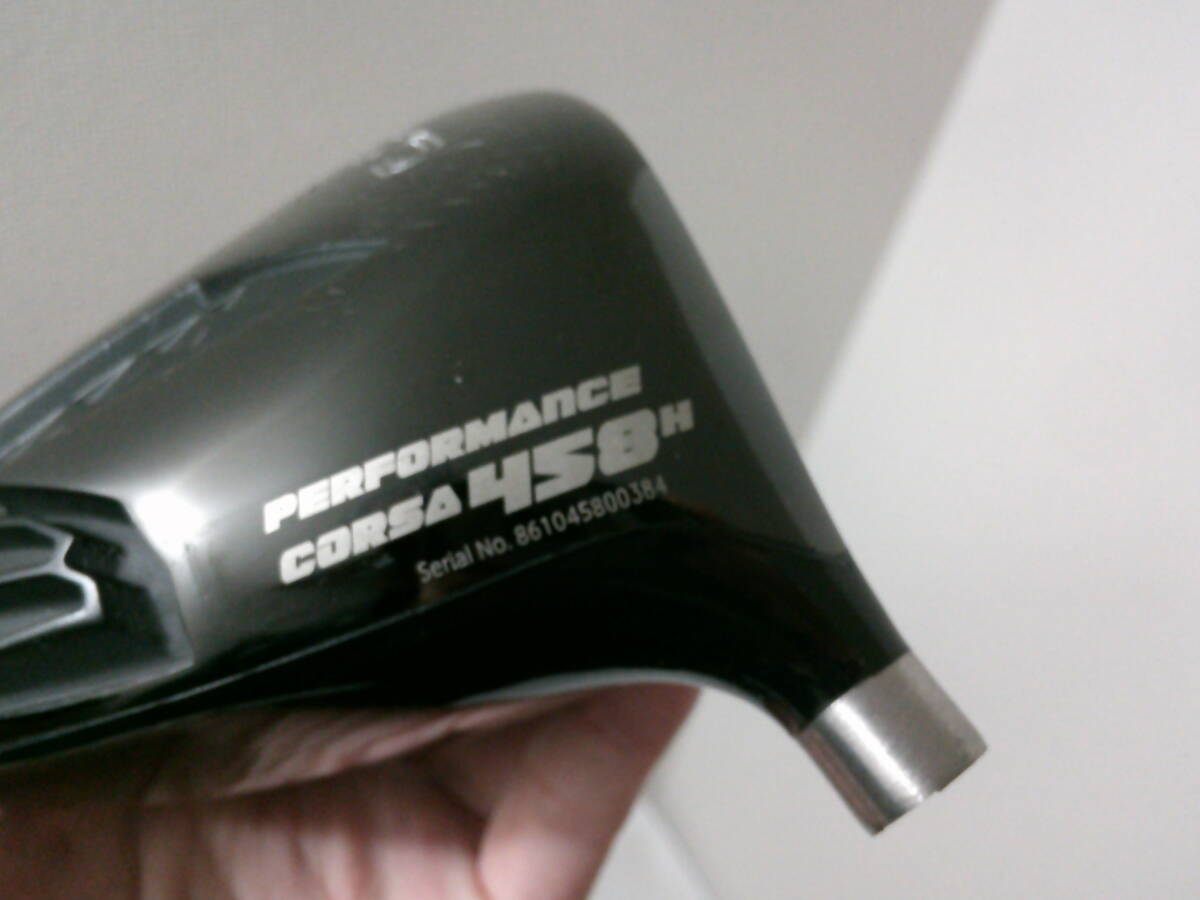 PERFORMANCE
CORSA 458H
Serial No. 861045800384